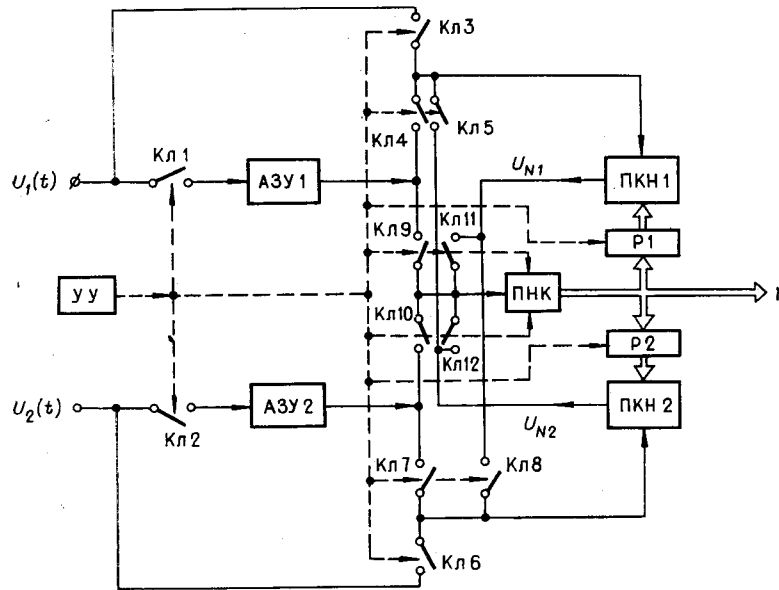 Кл3
Кл4
Кл5
Кл1
U₁(t)
АЗУ1
U_N1
ПКН1
Кл9
Кл11
Р1
УУ
ПНК
Кл10
Кл12
Р2
U₂(t)
АЗУ2
Кл2
U_N2
ПКН2
Кл7
Кл8
Кл6